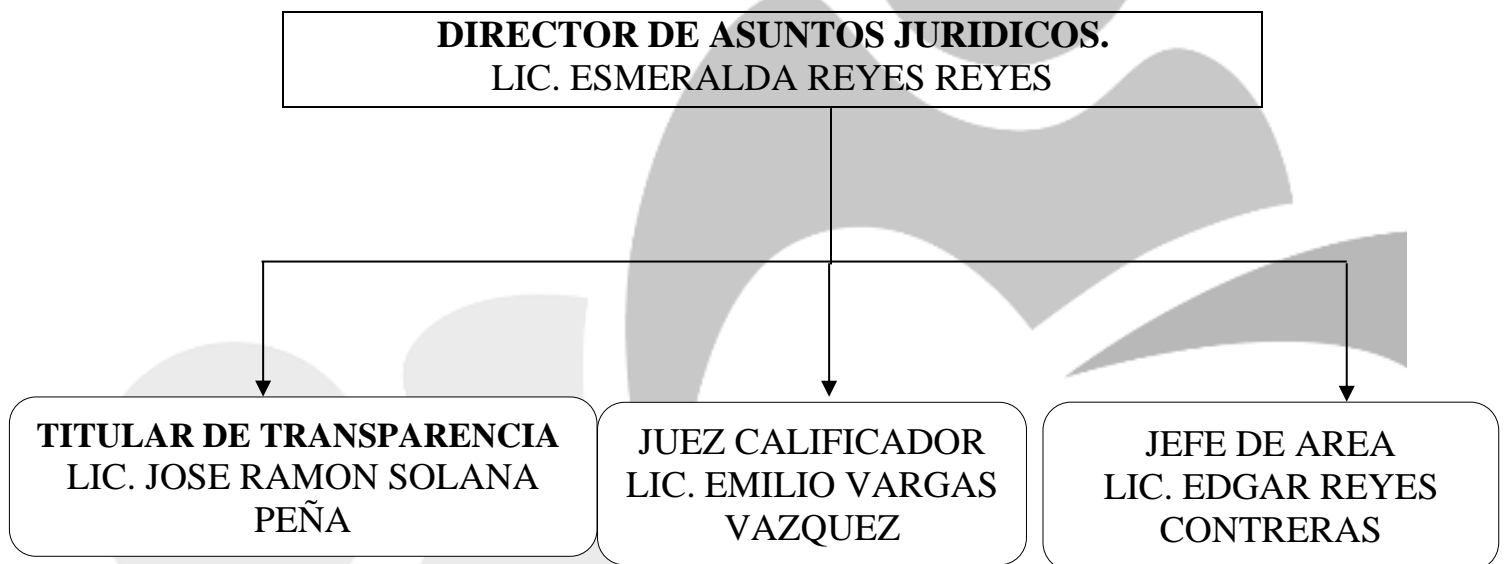 DIRECTOR DE ASUNTOS JURIDICOS.
LIC. ESMERALDA REYES REYES
TITULAR DE TRANSPARENCIA
LIC. JOSE RAMON SOLANA
PEÑA
JUEZ CALIFICADOR
LIC. EMILIO VARGAS
VAZQUEZ
JEFE DE AREA
LIC. EDGAR REYES
CONTRERAS